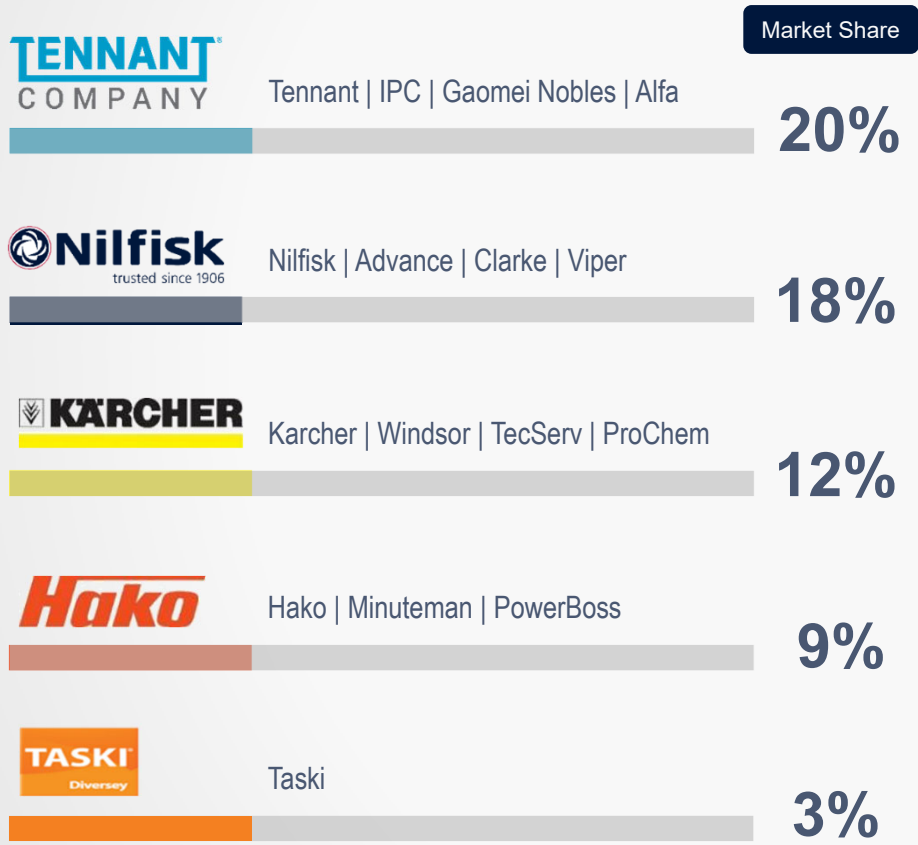 Market Share
TENNANT®
COMPANY
Tennant | IPC | Gaomei Nobles | Alfa
20%
Nilfisk
trusted since 1906
Nilfisk | Advance | Clarke | Viper
18%
KÄRCHER
Karcher | Windsor | TecServ | ProChem
12%
Hako
Hako | Minuteman | PowerBoss
9%
TASKI
Diversey
Taski
3%